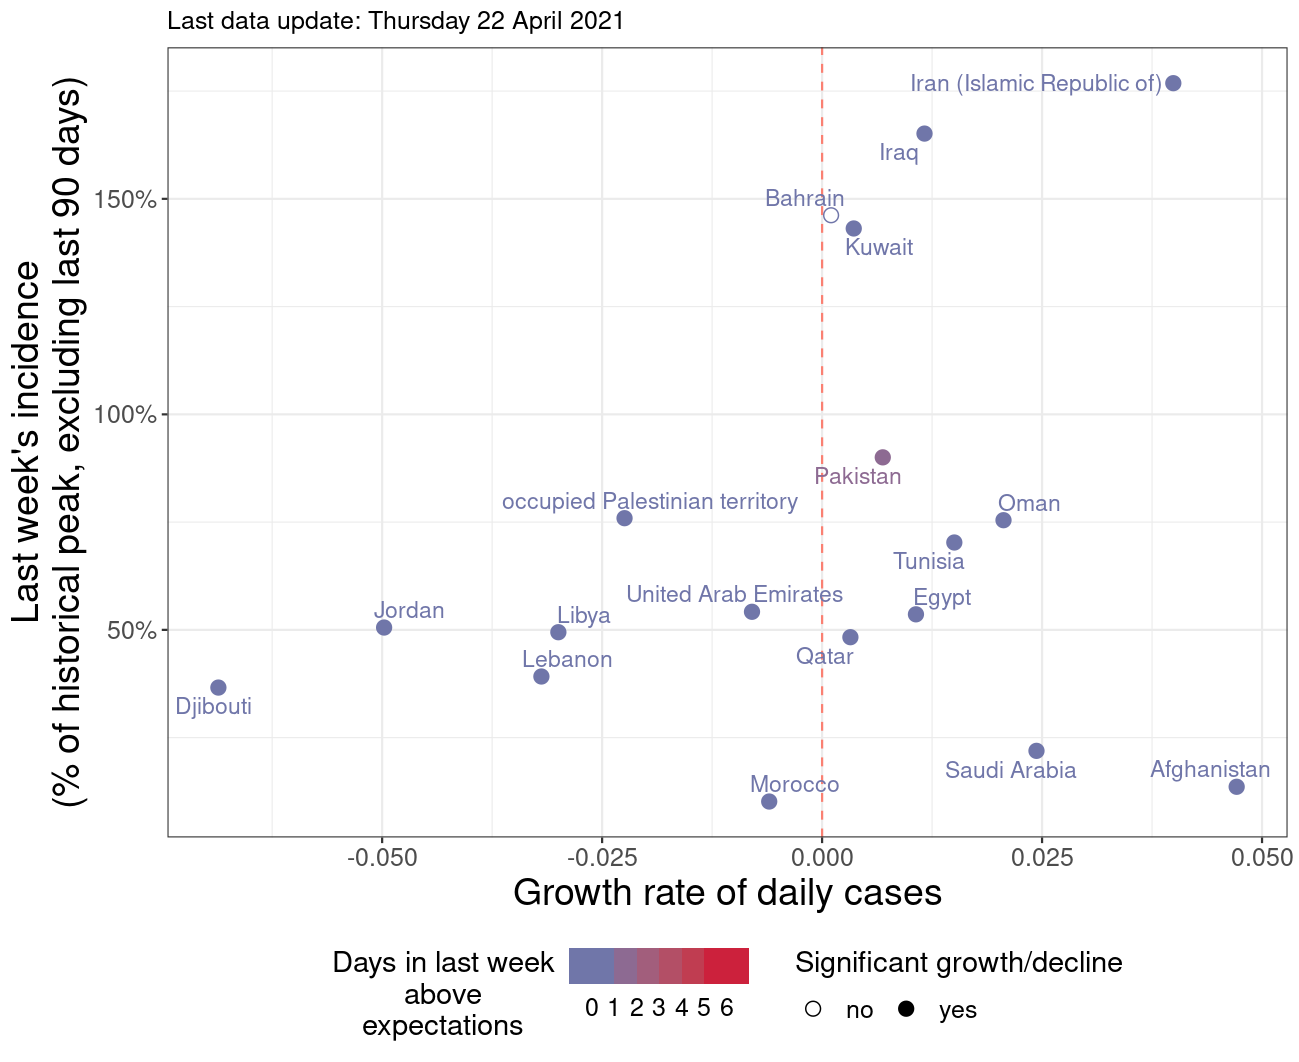 Last data update: Thursday 22 April 2021
Last week's incidence
(% of historical peak, excluding last 90 days)
150%
100%
50%
Iran (Islamic Republic of)
Iraq
Bahrain
Kuwait
Pakistan
occupied Palestinian territory
Oman
Tunisia
United Arab Emirates
Egypt
Jordan
Libya
Qatar
Lebanon
Djibouti
Saudi Arabia
Afghanistan
Morocco
-0.050 -0.025 0.000 0.025 0.050
Growth rate of daily cases
Days in last week
above
expectations
0 1 2 3 4 5 6
Significant growth/decline
no yes